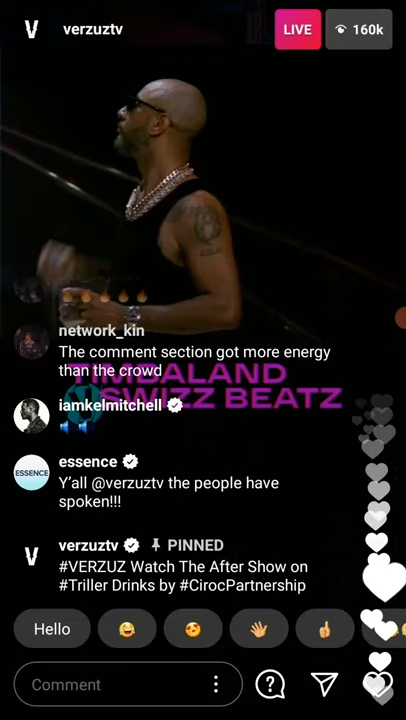 verzuztv
LIVE
160k
network_kin
The comment section got more energy
than the crowd
TIMBALAND
SWIZZ BEATZ
iamkelmitchell
ESSENCE
essence
Y'all @verzuztv the people have
spoken!!!
verzuztv PINNED
#VERZUZ Watch The After Show on
#Triller Drinks by #CirocPartnership
Hello
Comment